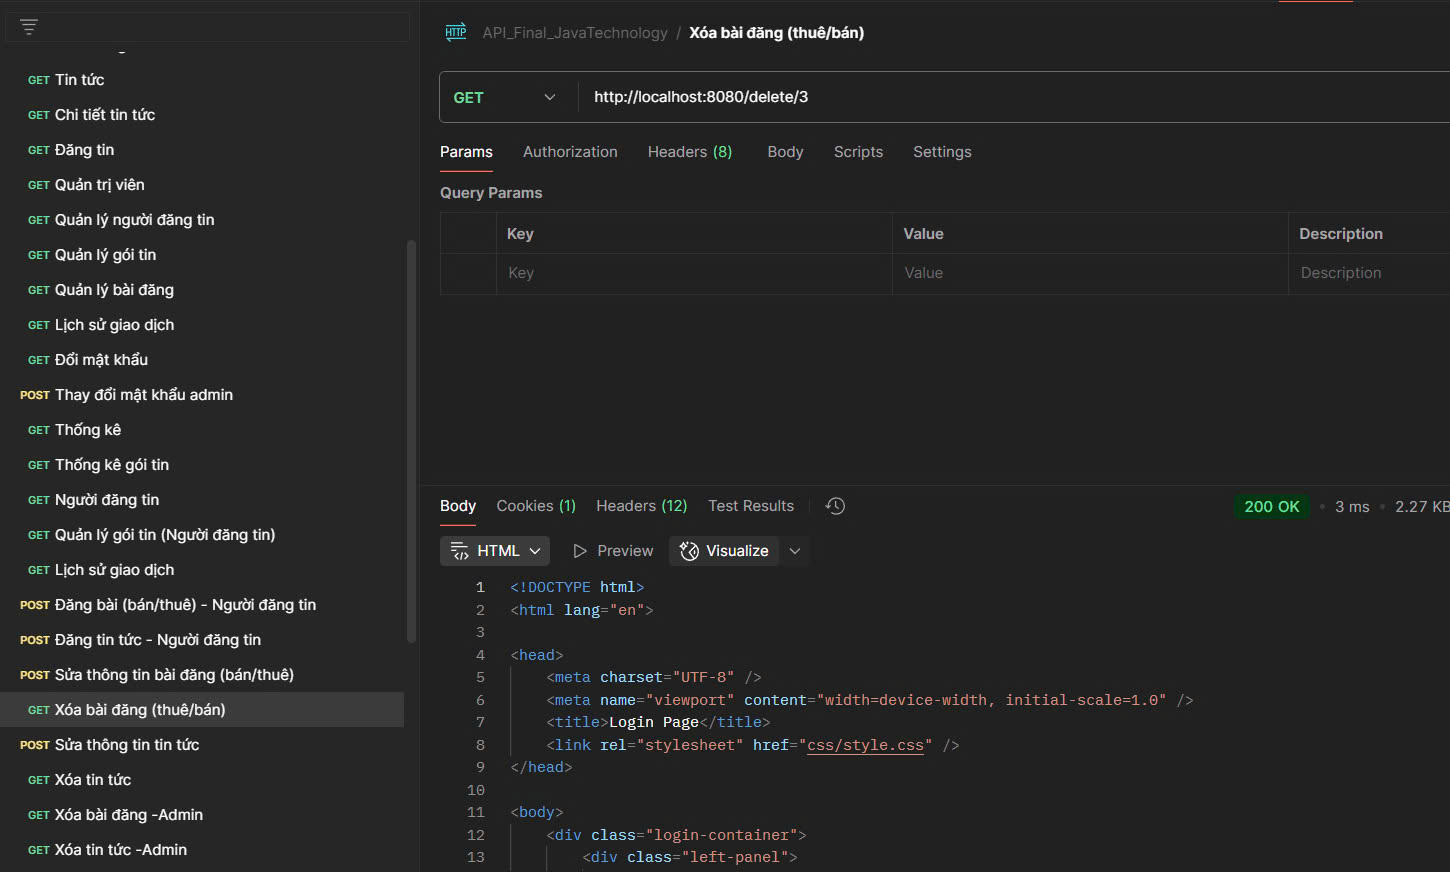 GET Tin tức
GET Chi tiết tin tức
GET Đăng tin
GET Quản trị viên
GET Quản lý người đăng tin
GET Quản lý gói tin
GET Quản lý bài đăng
GET Lịch sử giao dịch
GET Đổi mật khẩu
POST Thay đổi mật khẩu admin
GET Thống kê
GET Thống kê gói tin
GET Người đăng tin
GET Quản lý gói tin (Người đăng tin)
GET Lịch sử giao dịch
POST Đăng bài (bán/thuê) - Người đăng tin
POST Đăng tin tức - Người đăng tin
POST Sửa thông tin bài đăng (bán/thuê)
GET Xóa bài đăng (thuê/bán)
POST Sửa thông tin tin tức
GET Xóa tin tức
GET Xóa bài đăng -Admin
GET Xóa tin tức -Admin
HTTP API_Final_JavaTechnology / Xóa bài đăng (thuê/bán)
GET http://localhost:8080/delete/3
Params Authorization Headers (8) Body Scripts Settings
Query Params
Key Value Description
Key Value Description
Body Cookies (1) Headers (12) Test Results 200 OK • 3 ms • 2.27 KB
HTML Preview Visualize
1 <!DOCTYPE html>
2 <html lang="en">
3
4 <head>
5 <meta charset="UTF-8" />
6 <meta name="viewport" content="width=device-width, initial-scale=1.0" />
7 <title>Login Page</title>
8 <link rel="stylesheet" href="css/style.css" />
9 </head>
10
11 <body>
12 <div class="login-container">
13 <div class="left-panel">